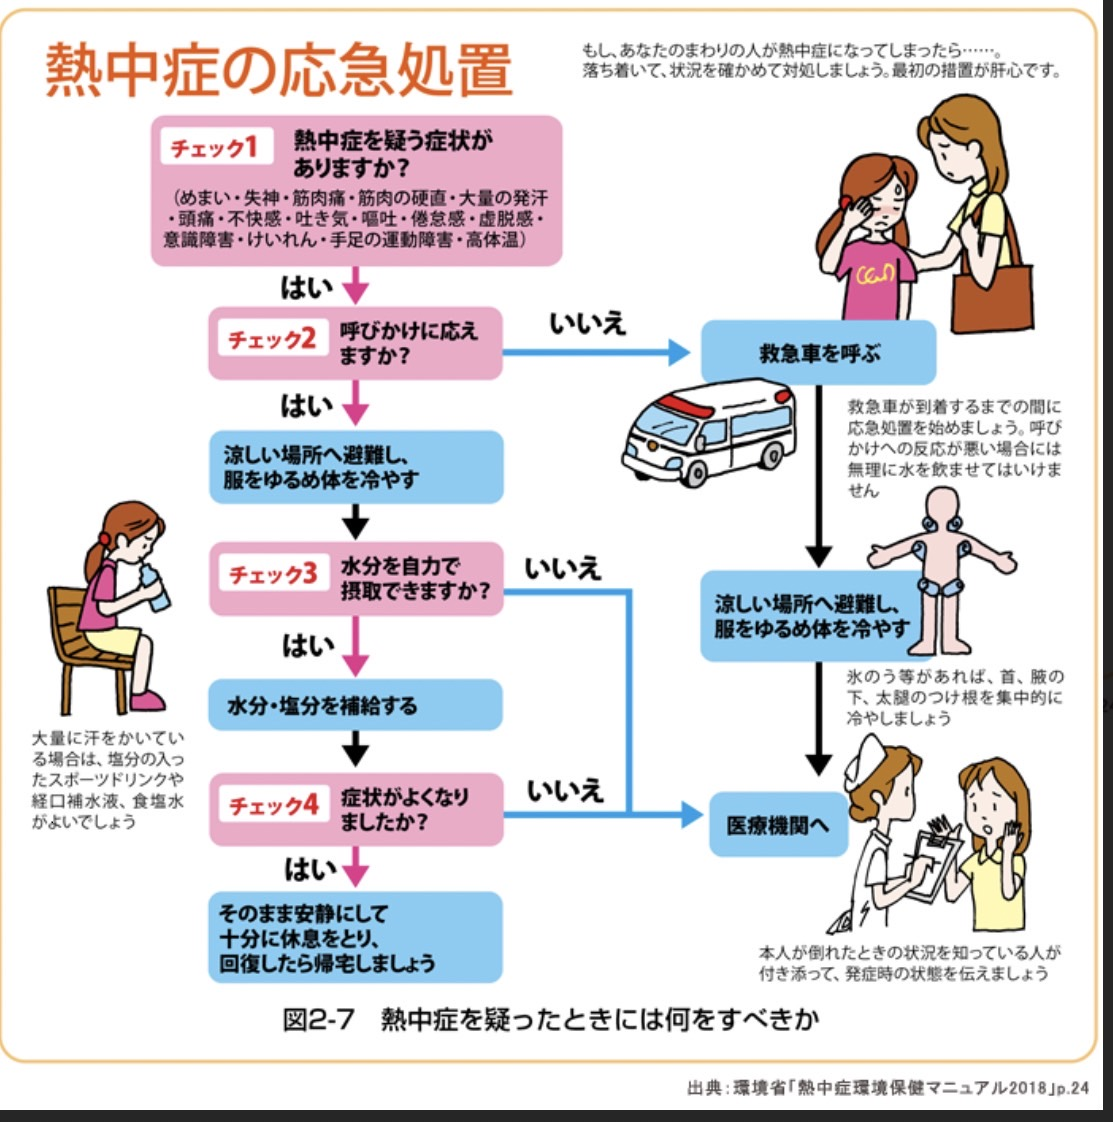 熱中症の応急処置
もし、あなたのまわりの人が熱中症になってしまったら……。
落ち着いて、状況を確かめて対処しましょう。最初の措置が肝心です。
チェック1
熱中症を疑う症状が
ありますか？
（めまい・失神・筋肉痛・筋肉の硬直・大量の発汗
・頭痛・不快感・吐き気・嘔吐・倦怠感・虚脱感・
意識障害・けいれん・手足の運動障害・高体温）
はい
チェック2
呼びかけに応え
ますか？
いいえ
救急車を呼ぶ
救急車が到着するまでの間に
応急処置を始めましょう。呼び
かけへの反応が悪い場合には
無理に水を飲ませてはいけま
せん
はい
涼しい場所へ避難し、
服をゆるめ体を冷やす
チェック3
水分を自力で
摂取できますか？
いいえ
涼しい場所へ避難し、
服をゆるめ体を冷やす
氷のう等があれば、首、腋の
下、太腿のつけ根を集中的に
冷やしましょう
はい
水分・塩分を補給する
大量に汗をかいてい
る場合は、塩分の入っ
たスポーツドリンクや
経口補水液、食塩水
がよいでしょう
チェック4
症状がよくなり
ましたか？
いいえ
医療機関へ
はい
そのまま安静にして
十分に休息をとり、
回復したら帰宅しましょう
本人が倒れたときの状況を知っている人が
付き添って、発症時の状態を伝えましょう
図2-7　熱中症を疑ったときには何をすべきか
出典：環境省「熱中症環境保健マニュアル2018」p.24